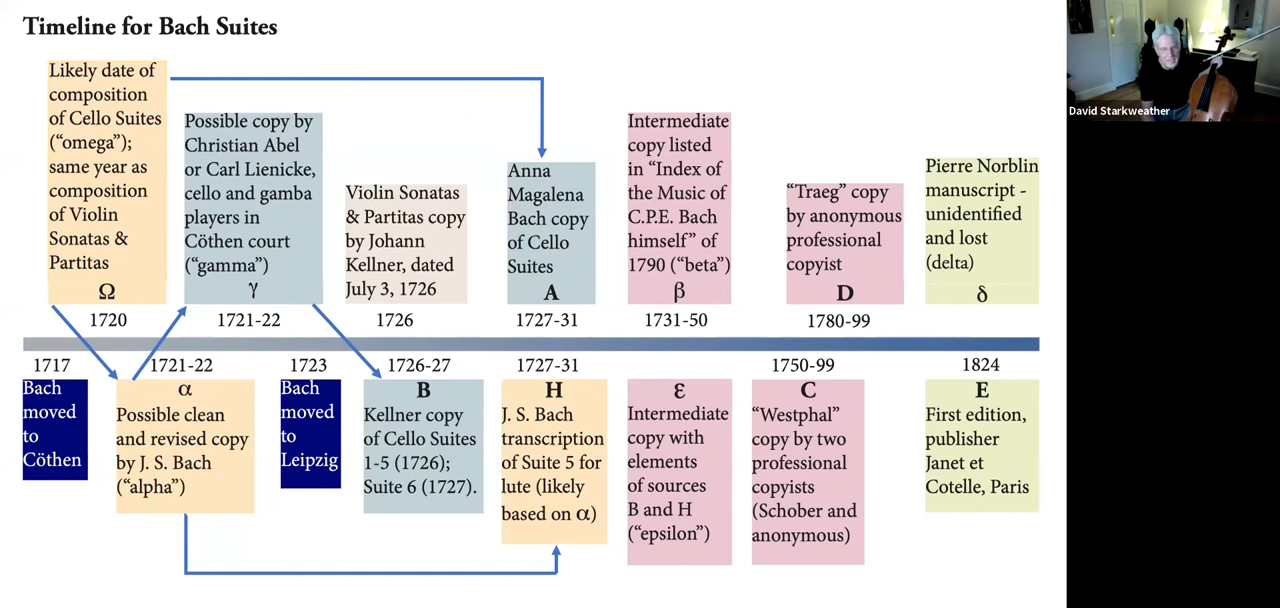 Timeline for Bach Suites
David Starkweather
Likely date of
composition
of Cello Suites
(“omega”);
same year as
composition
of Violin
Sonatas &
Partitas
Ω
1720
Possible copy by
Christian Abel
or Carl Lienicke,
cello and gamba
players in
Cöthen court
(“gamma”)
γ
1721-22
Violin Sonatas
& Partitas copy
by Johann
Kellner, dated
July 3, 1726
1726
Anna
Magalena
Bach copy
of Cello
Suites
A
1727-31
Intermediate
copy listed
in “Index of
the Music of
C.P.E. Bach
himself” of
1790 (“beta”)
β
1731-50
“Traeg” copy
by anonymous
professional
copyist
D
1780-99
Pierre Norblin
manuscript -
unidentified
and lost
(delta)
δ
1717
Bach
moved
to
Cöthen
1721-22
α
Possible clean
and revised copy
by J. S. Bach
(“alpha”)
1723
Bach
moved
to
Leipzig
1726-27
B
Kellner copy
of Cello Suites
1-5 (1726);
Suite 6 (1727).
1727-31
H
J. S. Bach
transcription
of Suite 5 for
lute (likely
based on α)
ε
Intermediate
copy with
elements
of sources
B and H
(“epsilon”)
1750-99
C
“Westphal”
copy by two
professional
copyists
(Schober and
anonymous)
1824
E
First edition,
publisher
Janet et
Cotelle, Paris